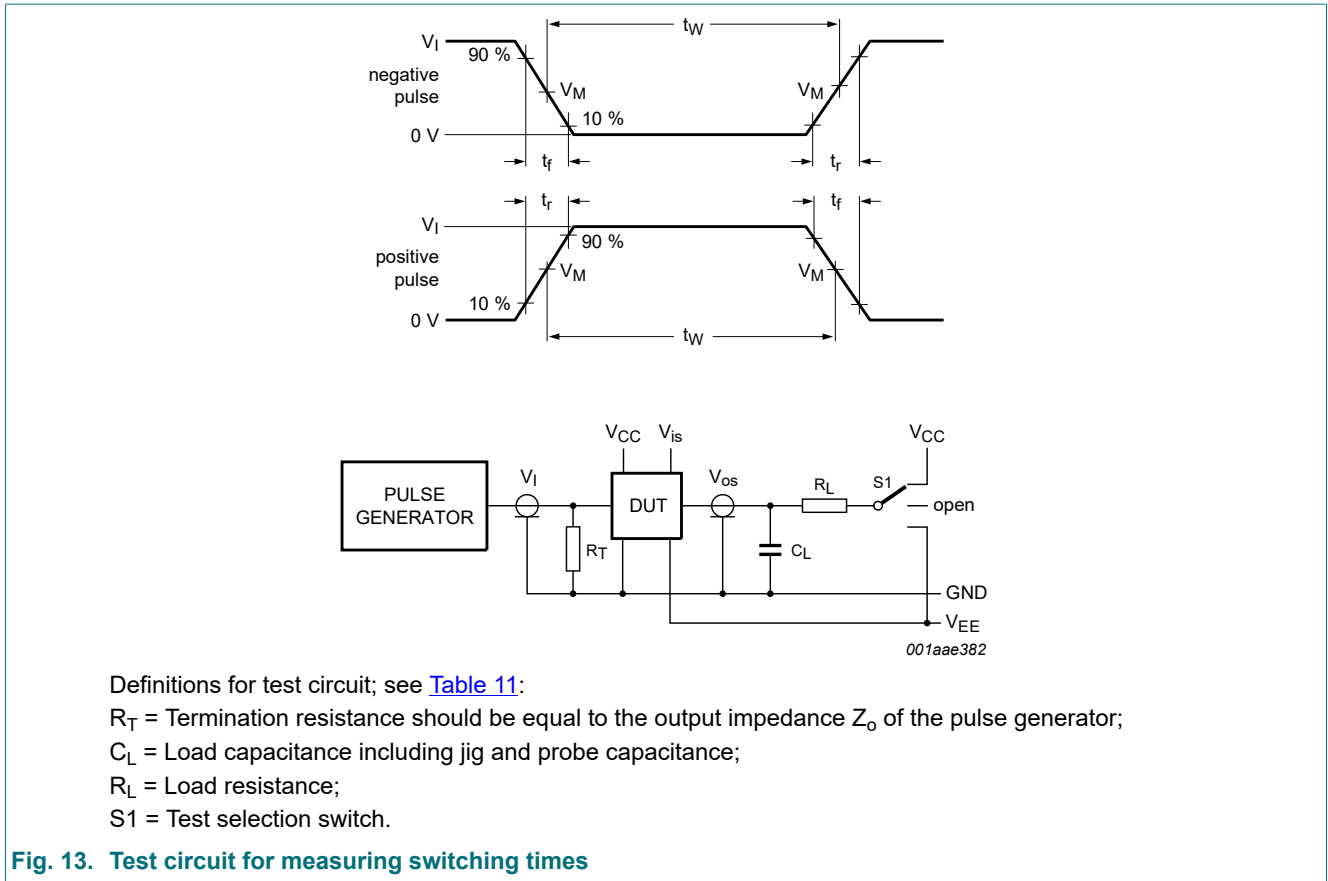 tW
VI
90 %
negative
pulse
VM
VM
10 %
0 V
tf
tr
tr
tf
VI
90 %
positive
pulse
VM
VM
10 %
0 V
tW
VCC
Vis
VCC
PULSE
GENERATOR
VI
DUT
Vos
RL
S1
open
RT
CL
GND
VEE
001aae382
Definitions for test circuit; see Table 11:
RT = Termination resistance should be equal to the output impedance Zo of the pulse generator;
CL = Load capacitance including jig and probe capacitance;
RL = Load resistance;
S1 = Test selection switch.
Fig. 13. Test circuit for measuring switching times